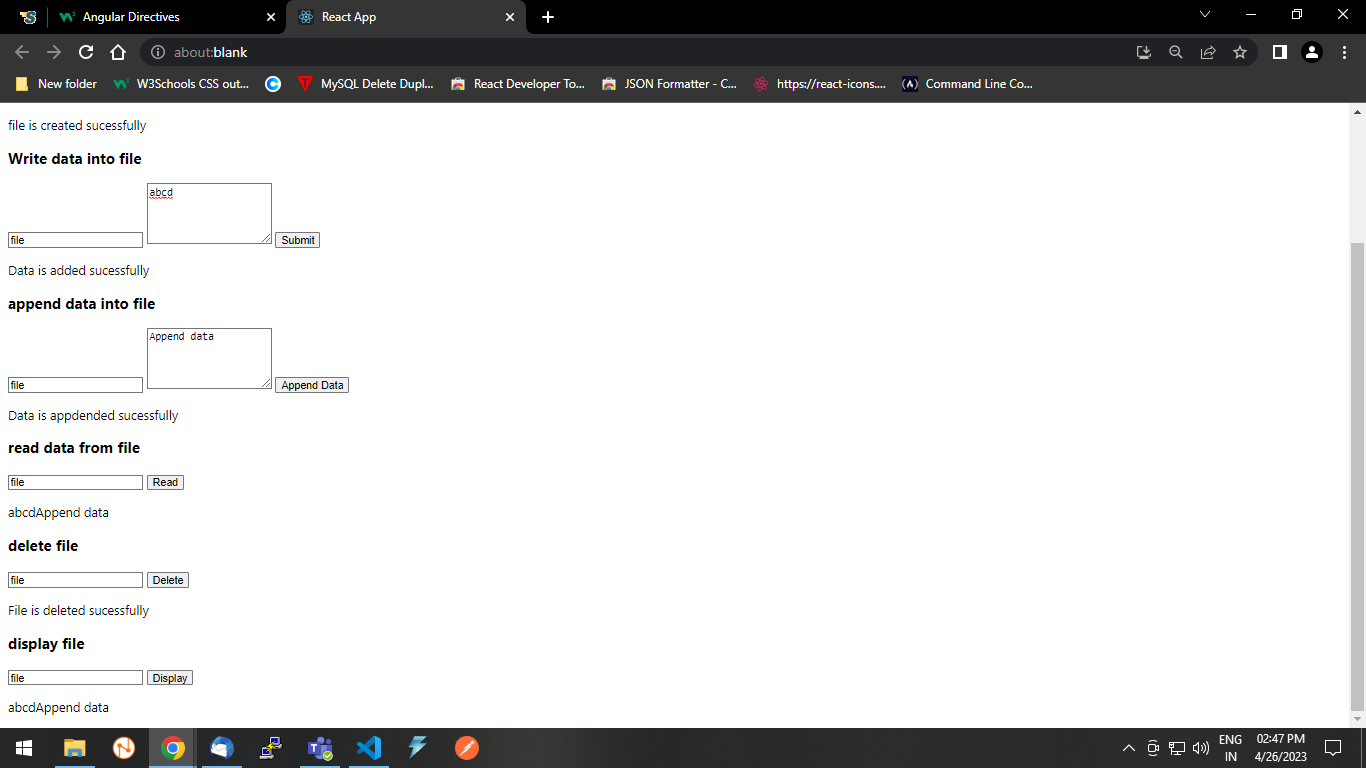 Angular Directives
React App
about:blank
New folder
W3Schools CSS out...
MySQL Delete Dupl...
React Developer To...
JSON Formatter - C...
https://react-icons....
Command Line Co...
file is created sucessfully
Write data into file
abcd
file
Submit
Data is added sucessfully
append data into file
Append data
file
Append Data
Data is appdended sucessfully
read data from file
file Read
abcdAppend data
delete file
file Delete
File is deleted sucessfully
display file
file Display
abcdAppend data
ENG
IN
02:47 PM
4/26/2023